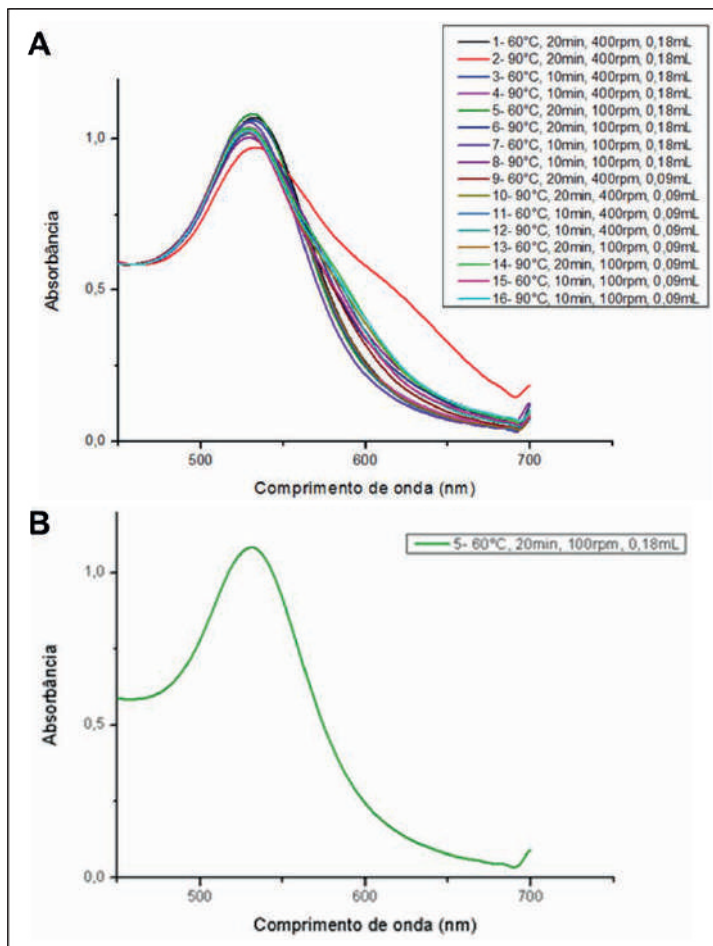 A
1- 60°C, 20min, 400rpm, 0,18mL
2- 90°C, 20min, 400rpm, 0,18mL
3- 60°C, 10min, 400rpm, 0,18mL
4- 90°C, 10min, 400rpm, 0,18mL
5- 60°C, 20min, 100rpm, 0,18mL
6- 90°C, 20min, 100rpm, 0,18mL
7- 60°C, 10min, 100rpm, 0,18mL
8- 90°C, 10min, 100rpm, 0,18mL
9- 60°C, 20min, 400rpm, 0,09mL
10- 90°C, 20min, 400rpm, 0,09mL
11- 60°C, 10min, 400rpm, 0,09mL
12- 90°C, 10min, 400rpm, 0,09mL
13- 60°C, 20min, 100rpm, 0,09mL
14- 90°C, 20min, 100rpm, 0,09mL
15- 60°C, 10min, 100rpm, 0,09mL
16- 90°C, 10min, 100rpm, 0,09mL
1,0
0,5
0,0
Absorbância
500 600 700
Comprimento de onda (nm)
B
5- 60°C, 20min, 100rpm, 0,18mL
1,0
0,5
0,0
Absorbância
500 600 700
Comprimento de onda (nm)